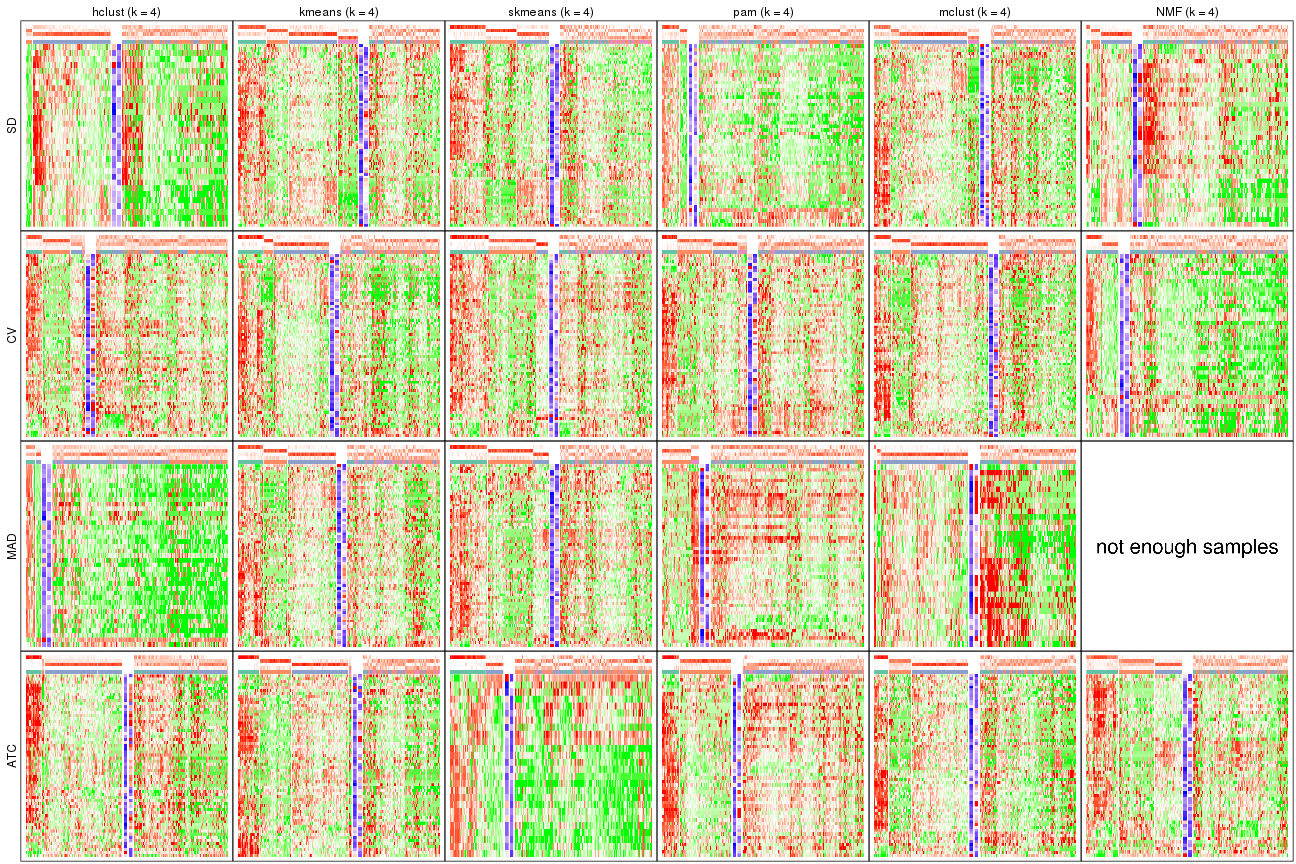 hclust (k = 4)
kmeans (k = 4)
skmeans (k = 4)
pam (k = 4)
mclust (k = 4)
NMF (k = 4)
SD
CV
MAD
not enough samples
ATC